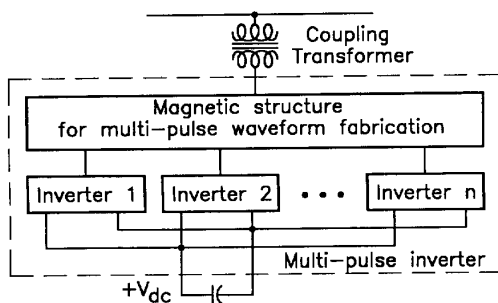 Coupling
Transformer
Magnetic structure
for multi-pulse waveform fabrication
Inverter 1
Inverter 2
• • •
Inverter n
Multi-pulse inverter
+Vdc